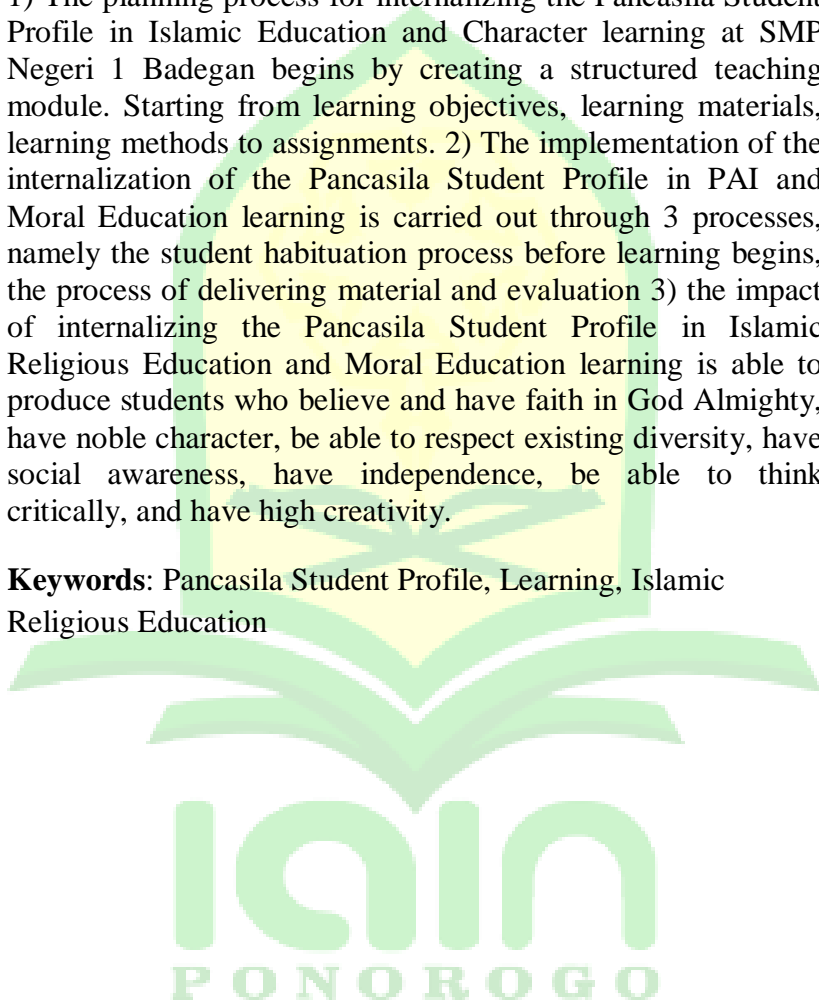 1) The planning process for internalizing the Pancasila Student
Profile in Islamic Education and Character learning at SMP
Negeri 1 Badegan begins by creating a structured teaching
module. Starting from learning objectives, learning materials,
learning methods to assignments. 2) The implementation of the
internalization of the Pancasila Student Profile in PAI and
Moral Education learning is carried out through 3 processes,
namely the student habituation process before learning begins,
the process of delivering material and evaluation 3) the impact
of internalizing the Pancasila Student Profile in Islamic
Religious Education and Moral Education learning is able to
produce students who believe and have faith in God Almighty,
have noble character, be able to respect existing diversity, have
social awareness, have independence, be able to think
critically, and have high creativity.
Keywords: Pancasila Student Profile, Learning, Islamic
Religious Education
IAIN
PONOROGO